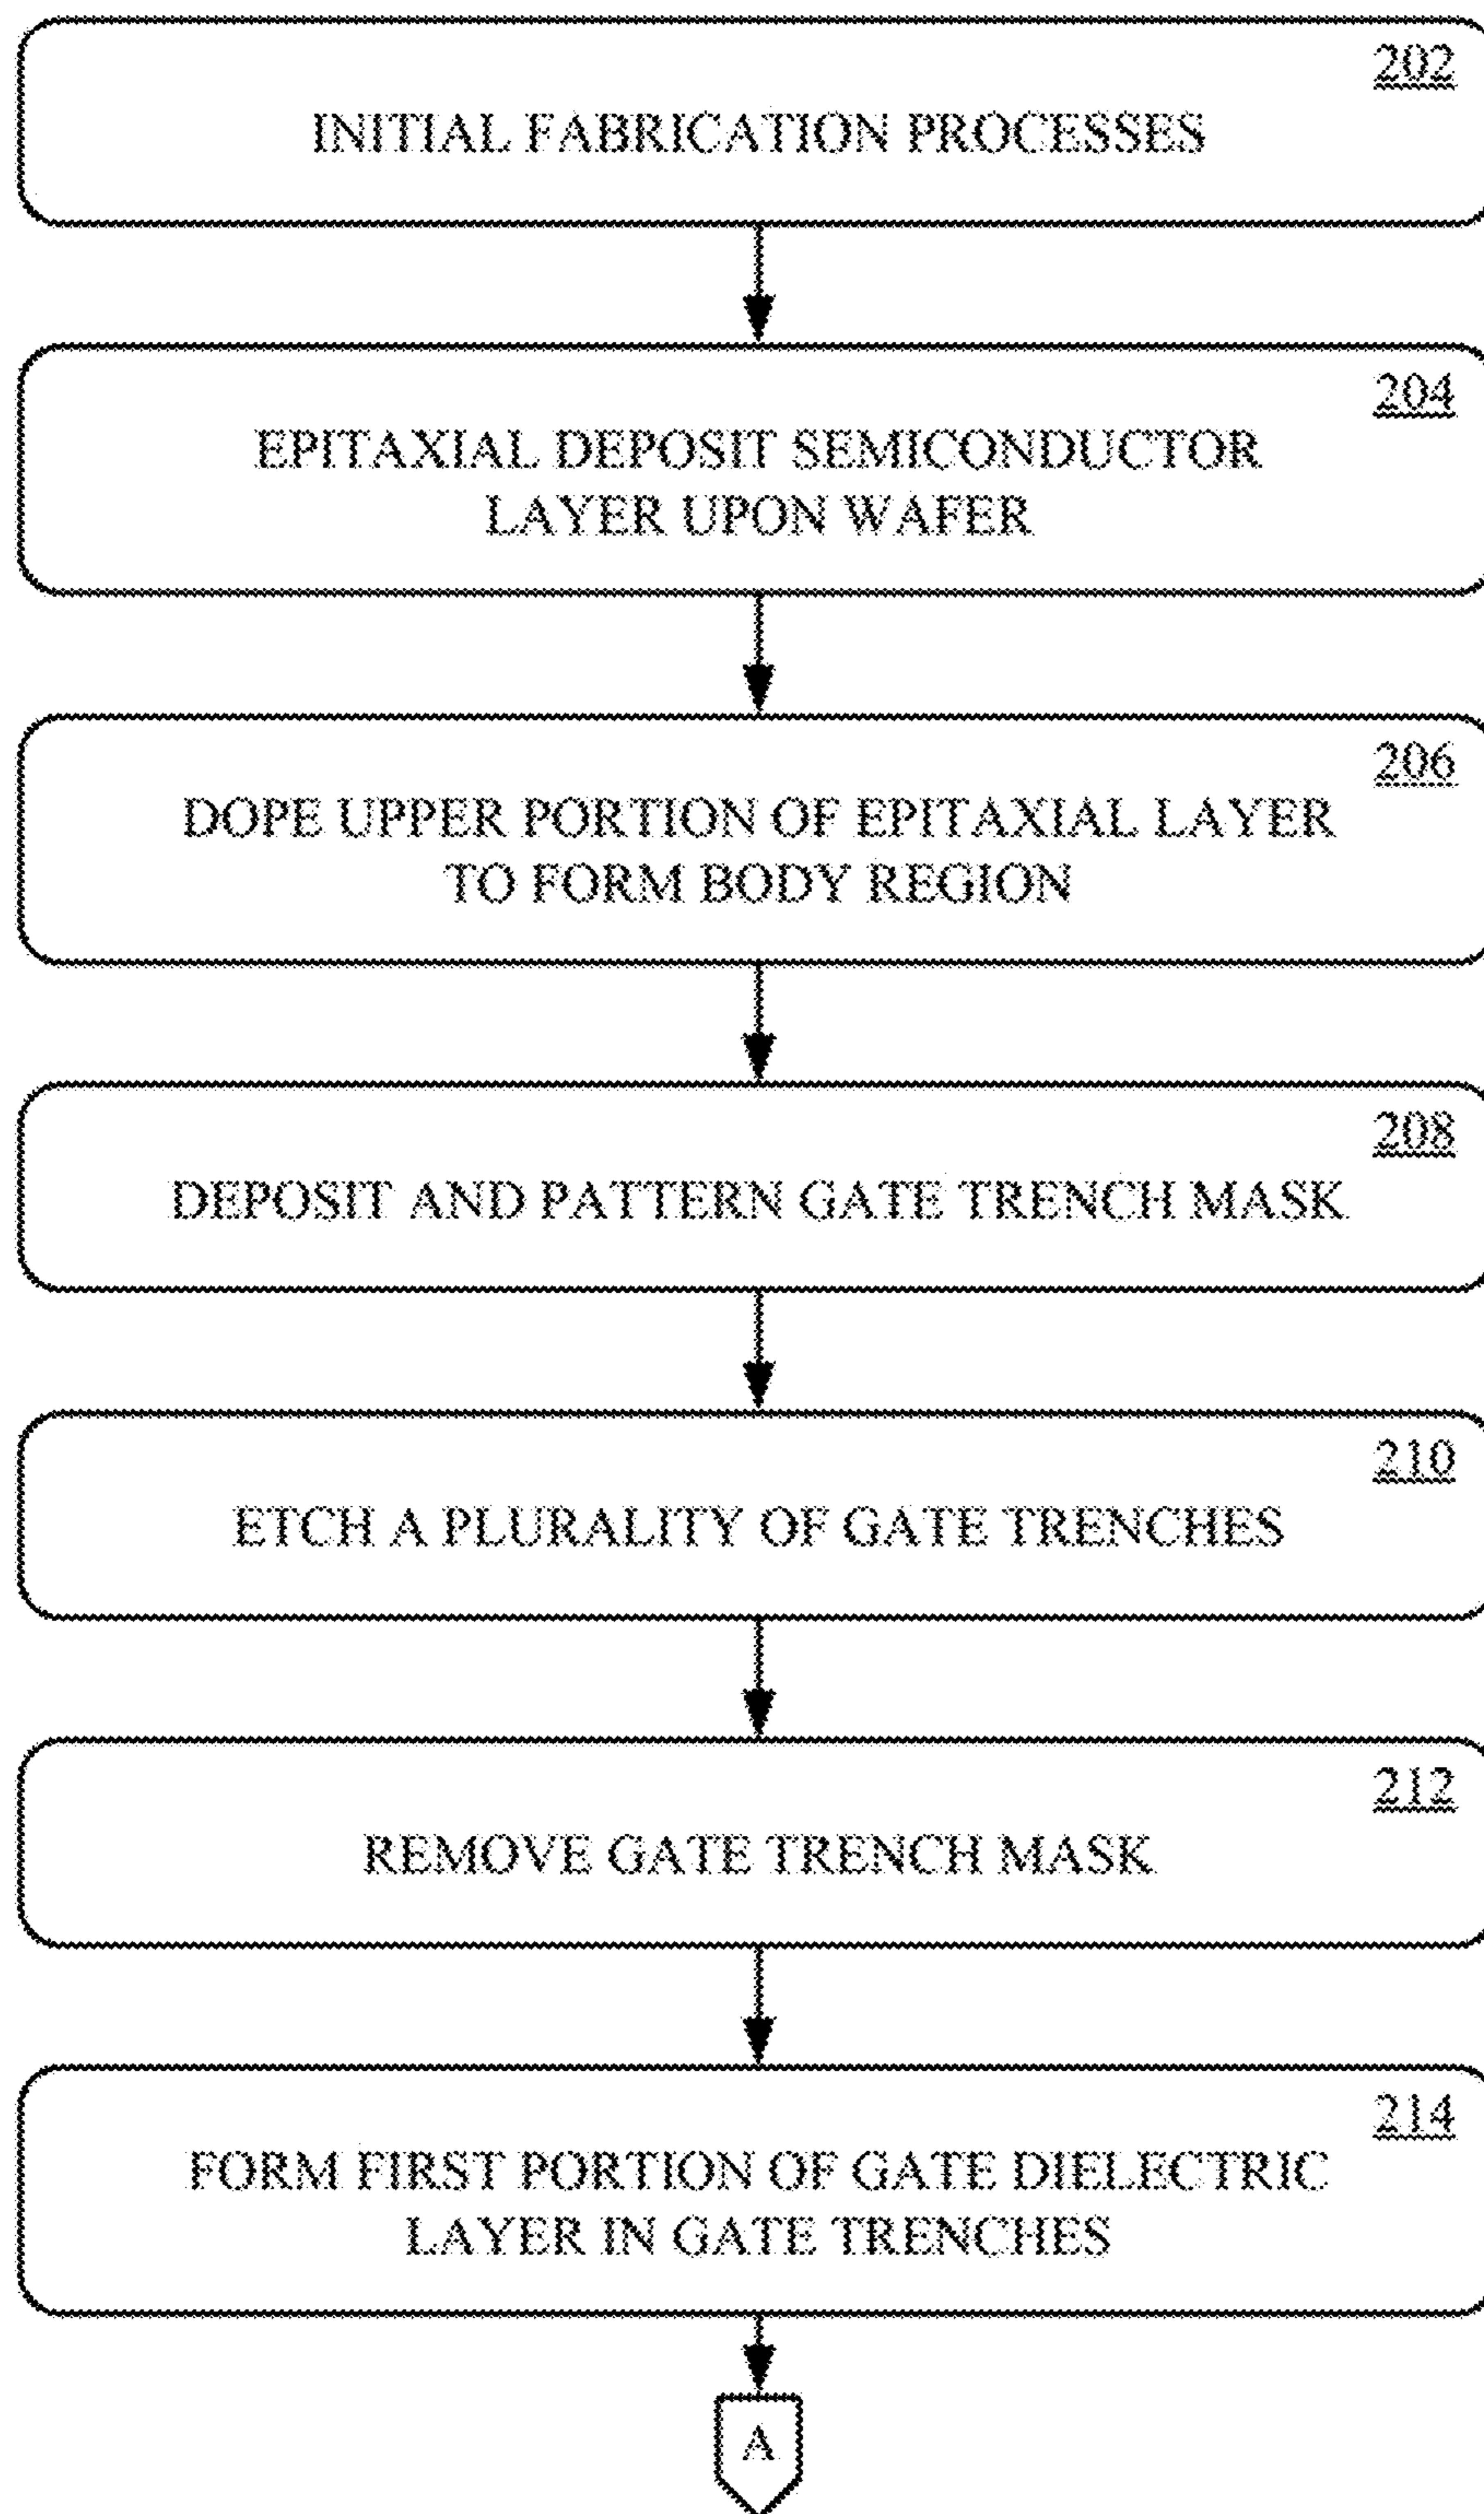 202
INITIAL FABRICATION PROCESSES
204
EPITAXIAL DEPOSIT SEMICONDUCTOR
LAYER UPON WAFER
206
DOPE UPPER PORTION OF EPITAXIAL LAYER
TO FORM BODY REGION
208
DEPOSIT AND PATTERN GATE TRENCH MASK
210
ETCH A PLURALITY OF GATE TRENCHES
212
REMOVE GATE TRENCH MASK
214
FORM FIRST PORTION OF GATE DIELECTRIC
LAYER IN GATE TRENCHES
A